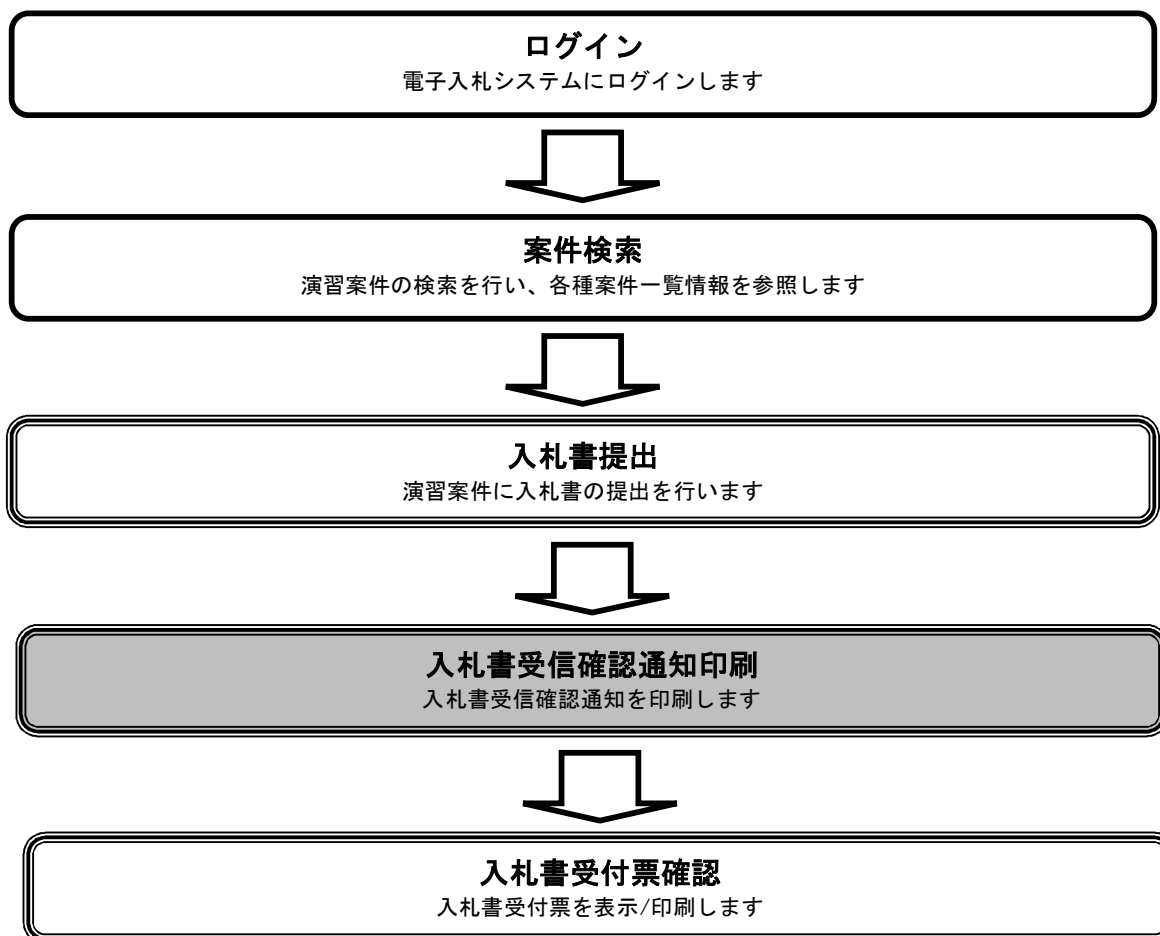 ログイン
電子入札システムにログインします
案件検索
演習案件の検索を行い、各種案件一覧情報を参照します
入札書提出
演習案件に入札書の提出を行います
入札書受信確認通知印刷
入札書受信確認通知を印刷します
入札書受付票確認
入札書受付票を表示/印刷します